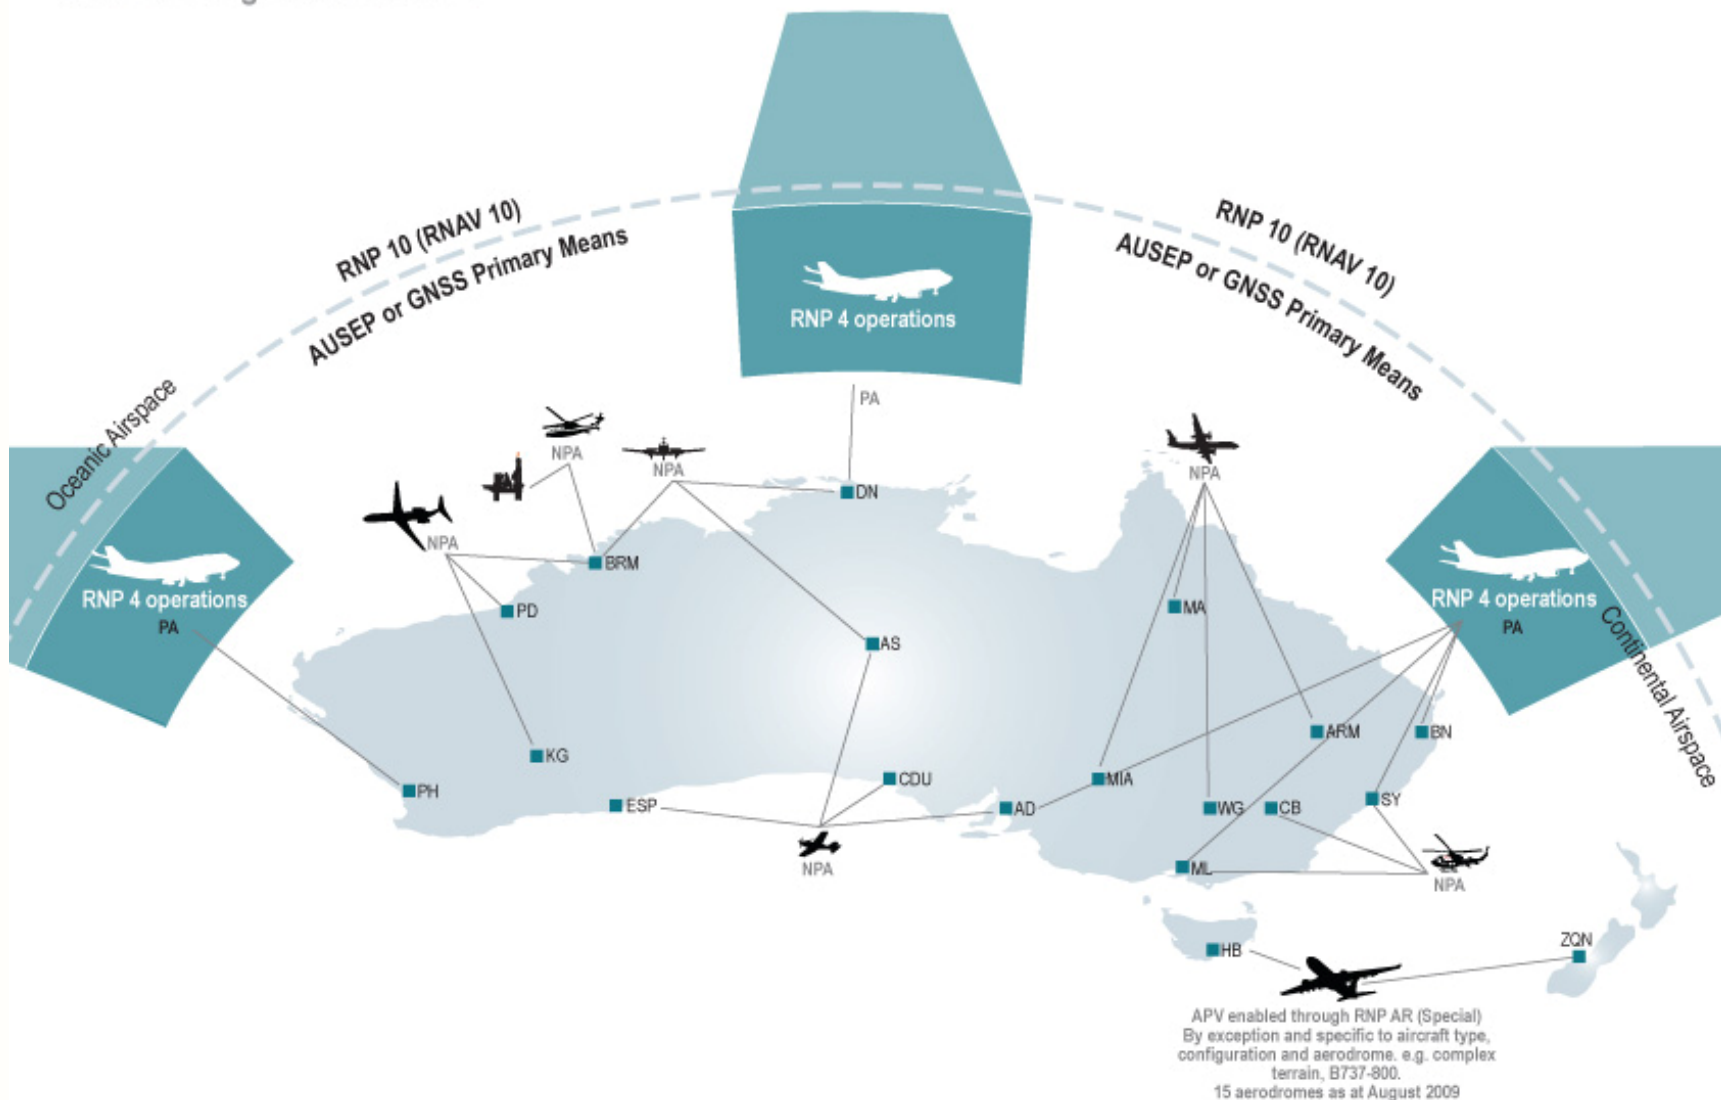 RNP 10 (RNAV 10)
AUSEP or GNSS Primary Means
RNP 10 (RNAV 10)
AUSEP or GNSS Primary Means
RNP 4 operations
PA
Oceanic Airspace
NPA
NPA
NPA
NPA
DN
BRM
PD
RNP 4 operations
PA
RNP 4 operations
PA
Continental Airspace
MA
AS
KG
PH
ESP
CDU
AD
MIA
ARM
BN
WG
CB
SY
ML
NPA
NPA
HB
ZQN
APV enabled through RNP AR (Special)
By exception and specific to aircraft type,
configuration and aerodrome. e.g. complex
terrain, B737-800.
15 aerodromes as at August 2009